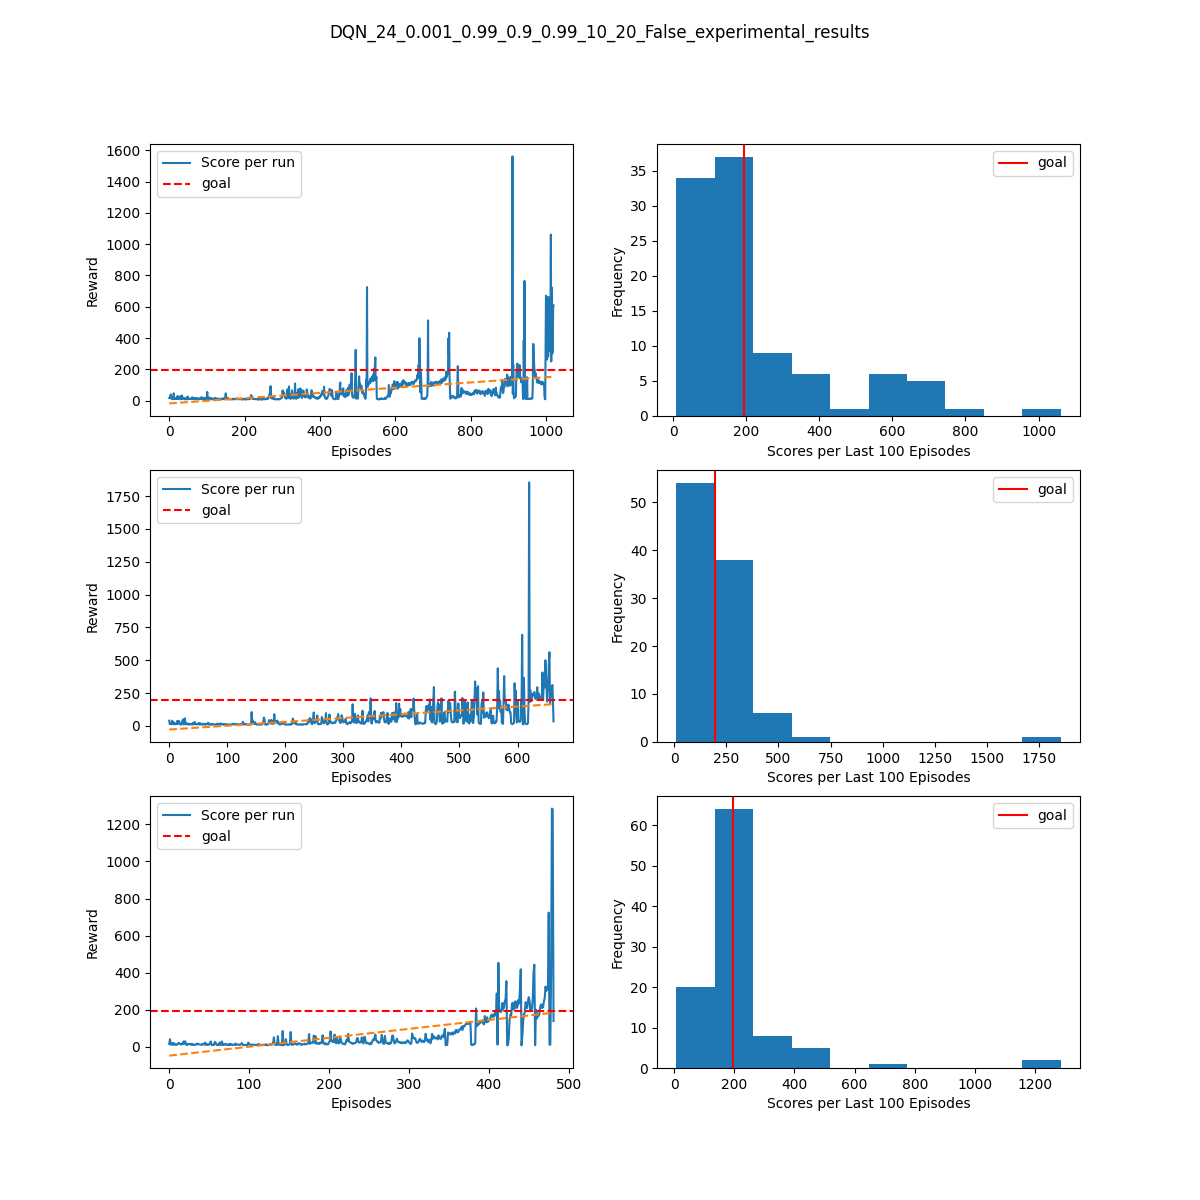 DQN_24_0.001_0.99_0.9_0.99_10_20_False_experimental_results
1600
1400
1200
1000
800
600
400
200
0
Reward
Score per run
goal
0 200 400 600 800 1000
Episodes
35
30
25
20
15
10
5
0
Frequency
goal
0 200 400 600 800 1000
Scores per Last 100 Episodes
1750
1500
1250
1000
750
500
250
0
Reward
Score per run
goal
0 100 200 300 400 500 600
Episodes
50
40
30
20
10
0
Frequency
goal
0 250 500 750 1000 1250 1500 1750
Scores per Last 100 Episodes
1200
1000
800
600
400
200
0
Reward
Score per run
goal
0 100 200 300 400 500
Episodes
60
50
40
30
20
10
0
Frequency
goal
0 200 400 600 800 1000 1200
Scores per Last 100 Episodes